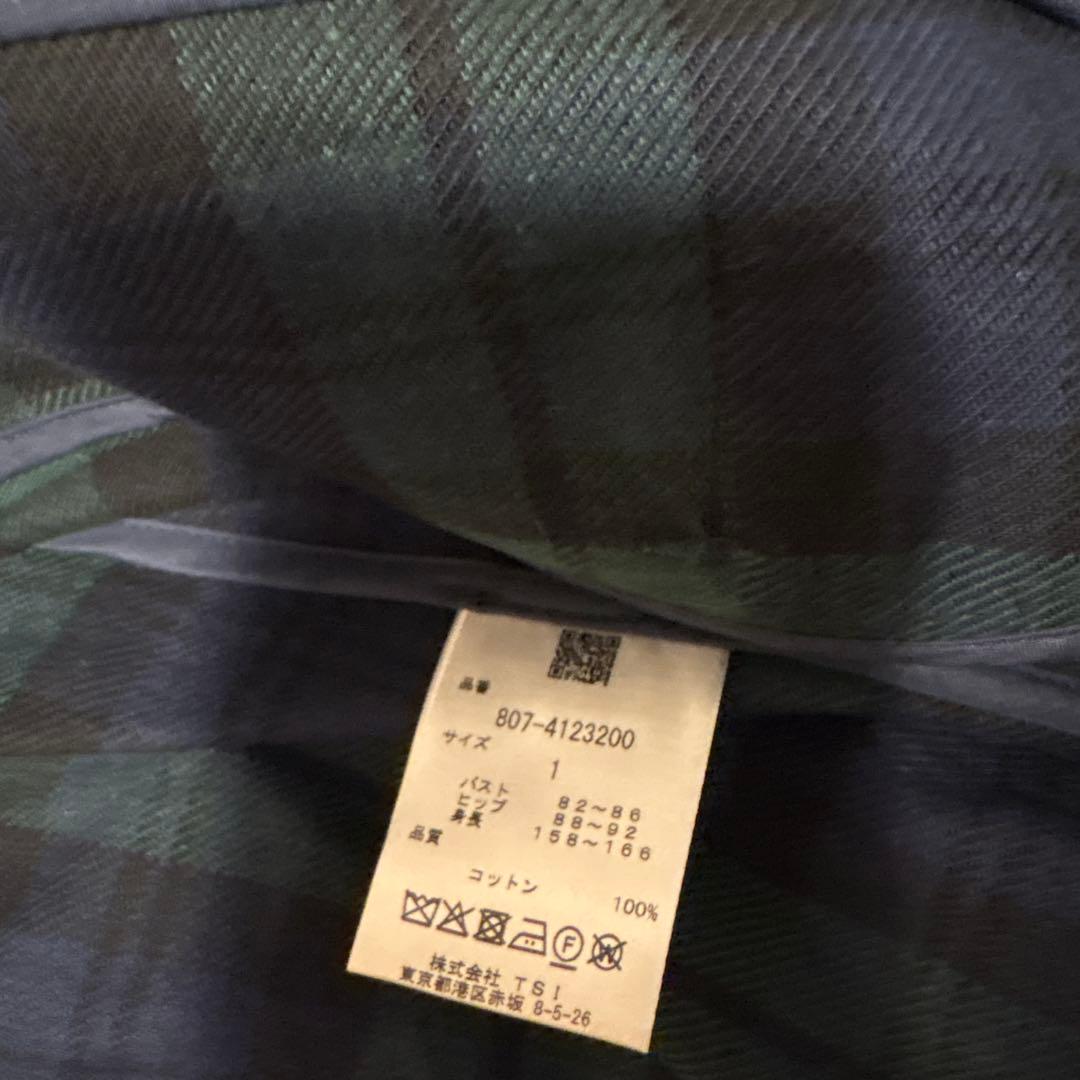 品番
807-4123200
サイズ
1
バスト 82~86
ヒップ 88~92
身長 158~166
品質
コットン 100%
F W
株式会社 TSI
東京都港区赤坂 8-5-26